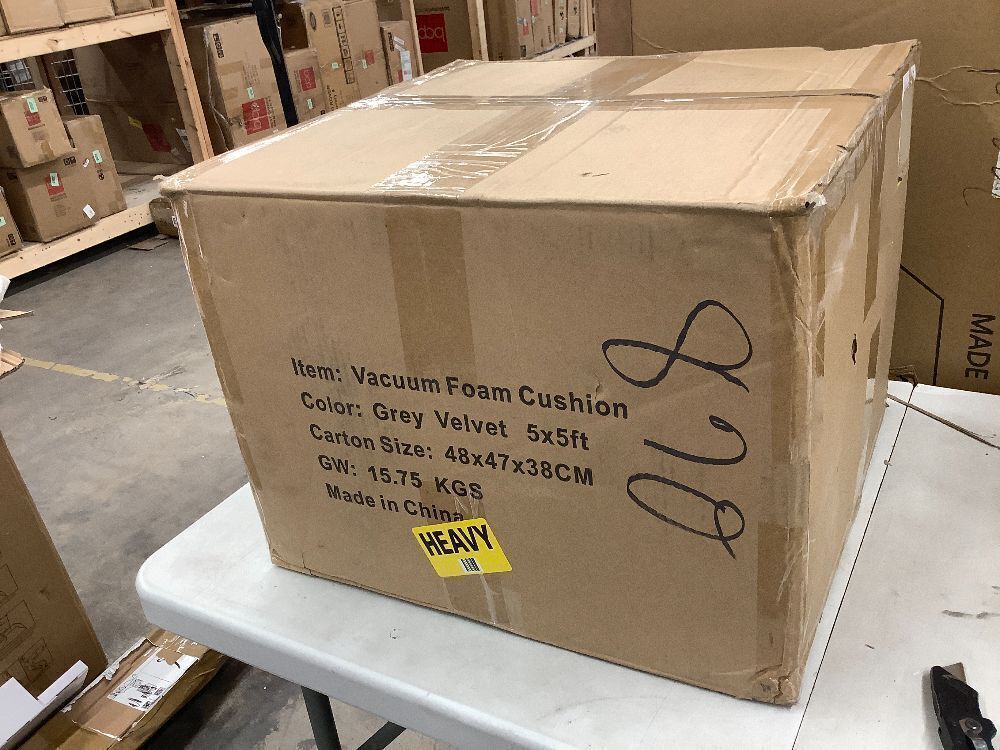 Item: Vacuum Foam Cushion
Color: Grey Velvet 5x5ft
Carton Size: 48x47x38CM
GW: 15.75 KGS
Made in China
HEAVY
MADE